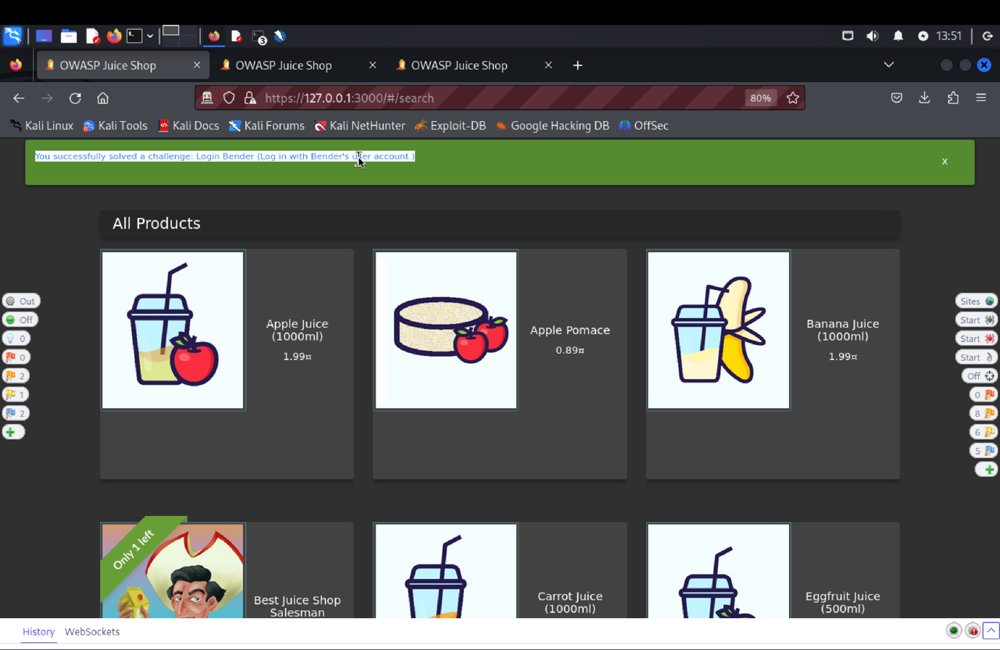 3
13:51
OWASP Juice Shop
OWASP Juice Shop
OWASP Juice Shop
https://127.0.0.1:3000/#/search
80%
Kali Linux
Kali Tools
Kali Docs
Kali Forums
Kali NetHunter
Exploit-DB
Google Hacking DB
OffSec
You successfully solved a challenge: Login Bender (Log in with Bender's user account.)
x
All Products
Apple Juice
(1000ml)
1.99¤
Apple Pomace
0.89¤
Banana Juice
(1000ml)
1.99¤
Out
Off
0
0
2
1
2
Sites
Start
Start
Start
Off
0
8
6
5
Only 1 left
Best Juice Shop
Salesman
Carrot Juice
(1000ml)
Eggfruit Juice
(500ml)
History
WebSockets